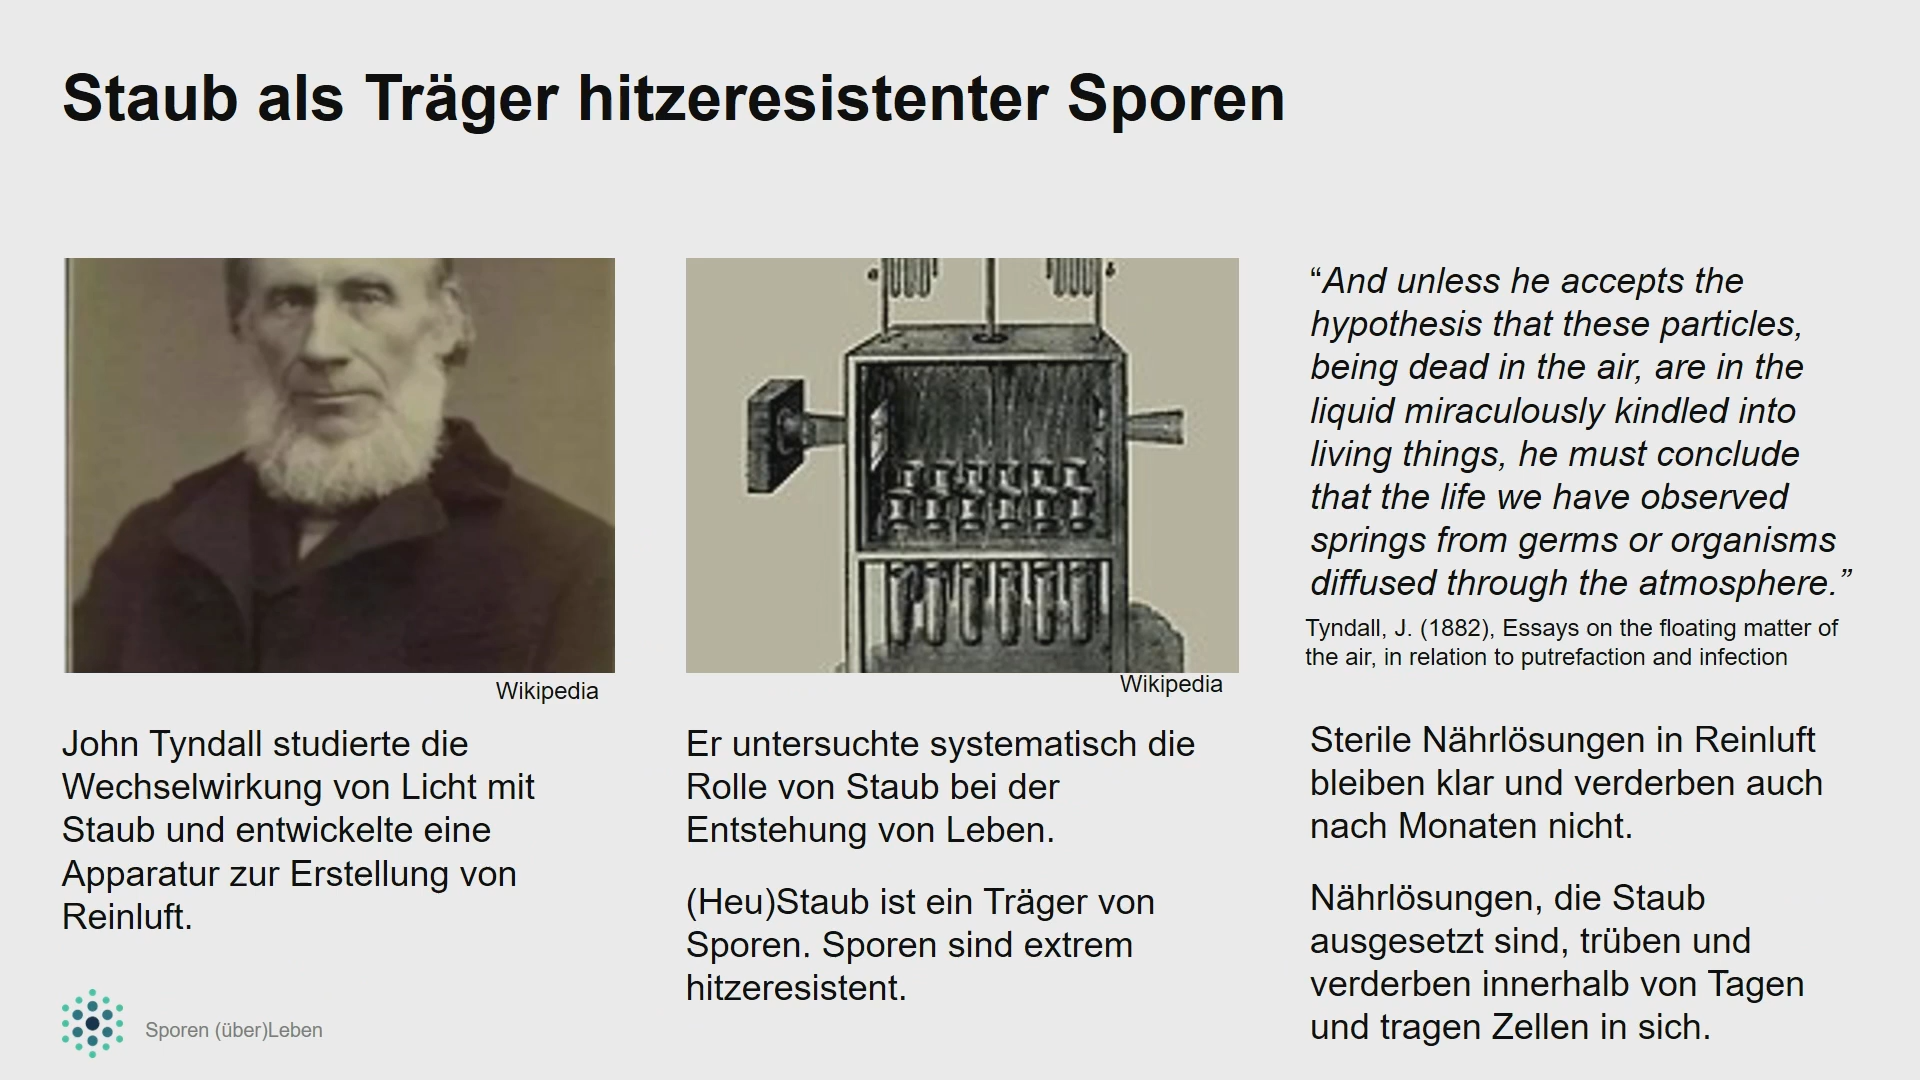 Staub als Träger hitzeresistenter Sporen
Wikipedia
John Tyndall studierte die
Wechselwirkung von Licht mit
Staub und entwickelte eine
Apparatur zur Erstellung von
Reinluft.
Wikipedia
Er untersuchte systematisch die
Rolle von Staub bei der
Entstehung von Leben.
(Heu)Staub ist ein Träger von
Sporen. Sporen sind extrem
hitzeresistent.
“And unless he accepts the
hypothesis that these particles,
being dead in the air, are in the
liquid miraculously kindled into
living things, he must conclude
that the life we have observed
springs from germs or organisms
diffused through the atmosphere.”
Tyndall, J. (1882), Essays on the floating matter of
the air, in relation to putrefaction and infection
Sterile Nährlösungen in Reinluft
bleiben klar und verderben auch
nach Monaten nicht.
Nährlösungen, die Staub
ausgesetzt sind, trüben und
verderben innerhalb von Tagen
und tragen Zellen in sich.
Sporen (über)Leben